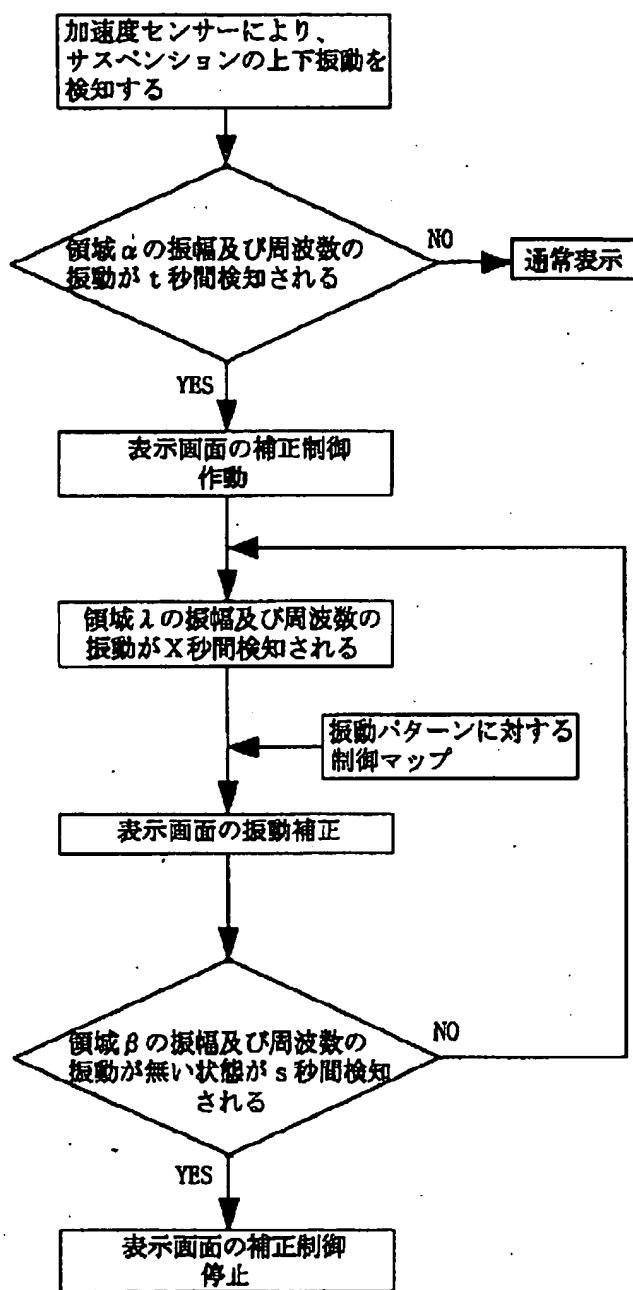 加速度センサーにより、
サスペンションの上下振動を
検知する
領域αの振幅及び周波数の
振動がt秒間検知される
NO
通常表示
YES
表示画面の補正制御
作動
領域λの振幅及び周波数の
振動がX秒間検知される
振動パターンに対する
制御マップ
表示画面の振動補正
領域βの振幅及び周波数の
振動が無い状態がs秒間検知
される
NO
YES
表示画面の補正制御
停止